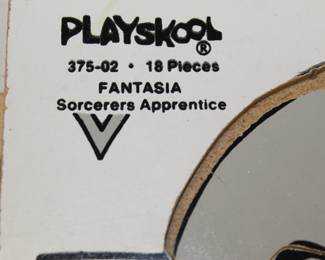 PLAYSKOOL®
375-02 • 18 Pieces
FANTASIA
Sorcerers Apprentice